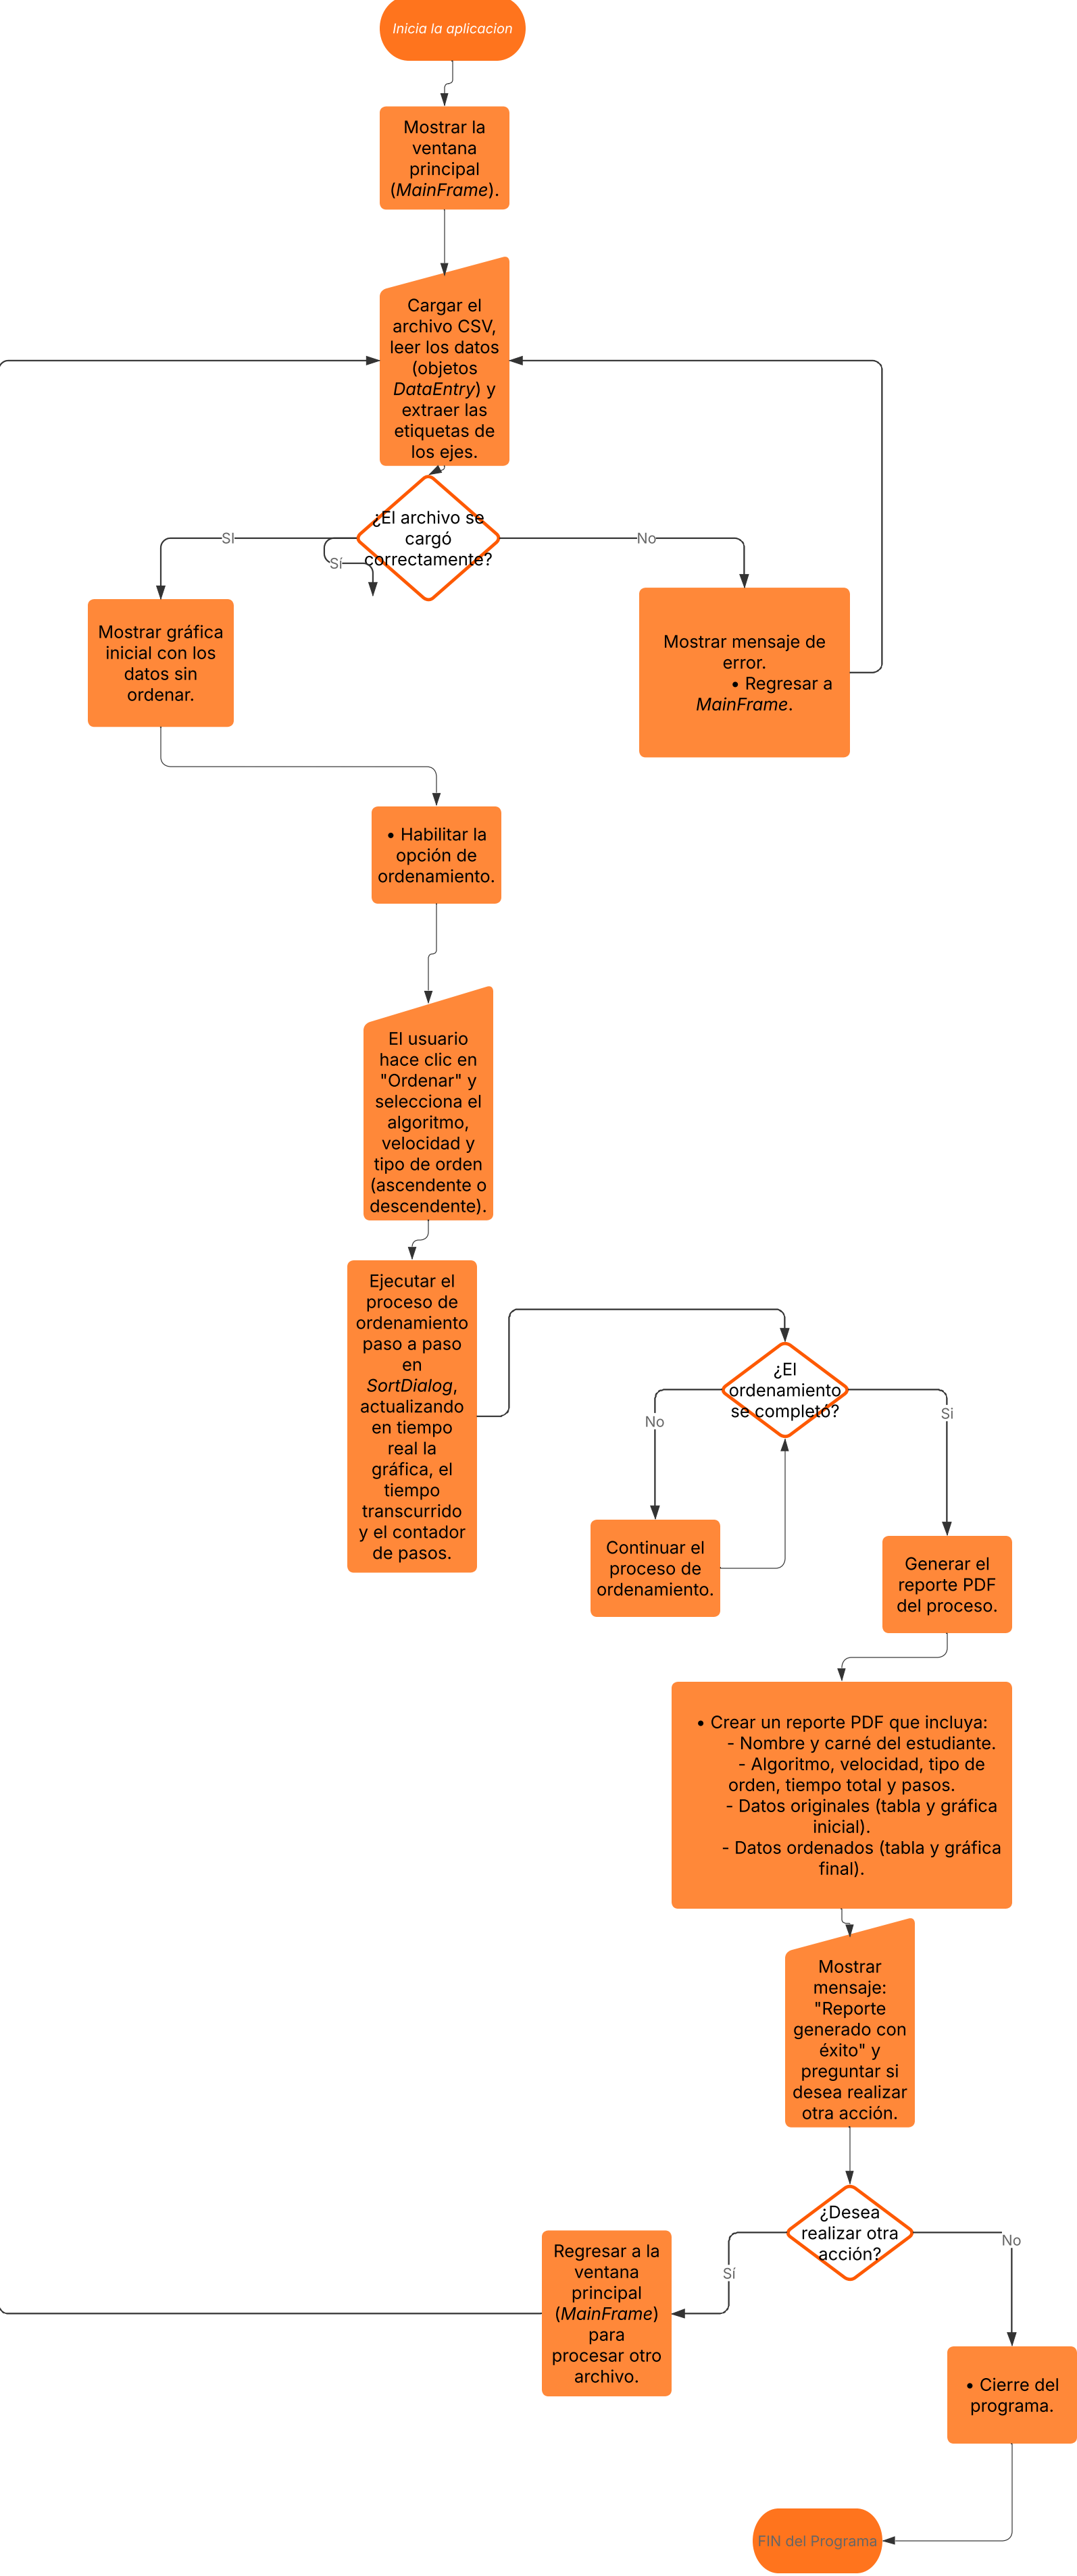 Inicia la aplicacion
Mostrar la
ventana
principal
(MainFrame).
Cargar el
archivo CSV,
leer los datos
(objetos
DataEntry) y
extraer las
etiquetas de
los ejes.
¿El archivo se
cargó
correctamente?
SI
Sí
No
Mostrar gráfica
inicial con los
datos sin
ordenar.
Mostrar mensaje de
error.
• Regresar a
MainFrame.
• Habilitar la
opción de
ordenamiento.
El usuario
hace clic en
"Ordenar" y
selecciona el
algoritmo,
velocidad y
tipo de orden
(ascendente o
descendente).
Ejecutar el
proceso de
ordenamiento
paso a paso
en
SortDialog,
actualizando
en tiempo
real la
gráfica, el
tiempo
transcurrido
y el contador
de pasos.
¿El
ordenamiento
se completó?
No
Si
Continuar el
proceso de
ordenamiento.
Generar el
reporte PDF
del proceso.
• Crear un reporte PDF que incluya:
- Nombre y carné del estudiante.
- Algoritmo, velocidad, tipo de
orden, tiempo total y pasos.
- Datos originales (tabla y gráfica
inicial).
- Datos ordenados (tabla y gráfica
final).
Mostrar
mensaje:
"Reporte
generado con
éxito" y
preguntar si
desea realizar
otra acción.
¿Desea
realizar otra
acción?
Sí
No
Regresar a la
ventana
principal
(MainFrame)
para
procesar otro
archivo.
• Cierre del
programa.
FIN del Programa